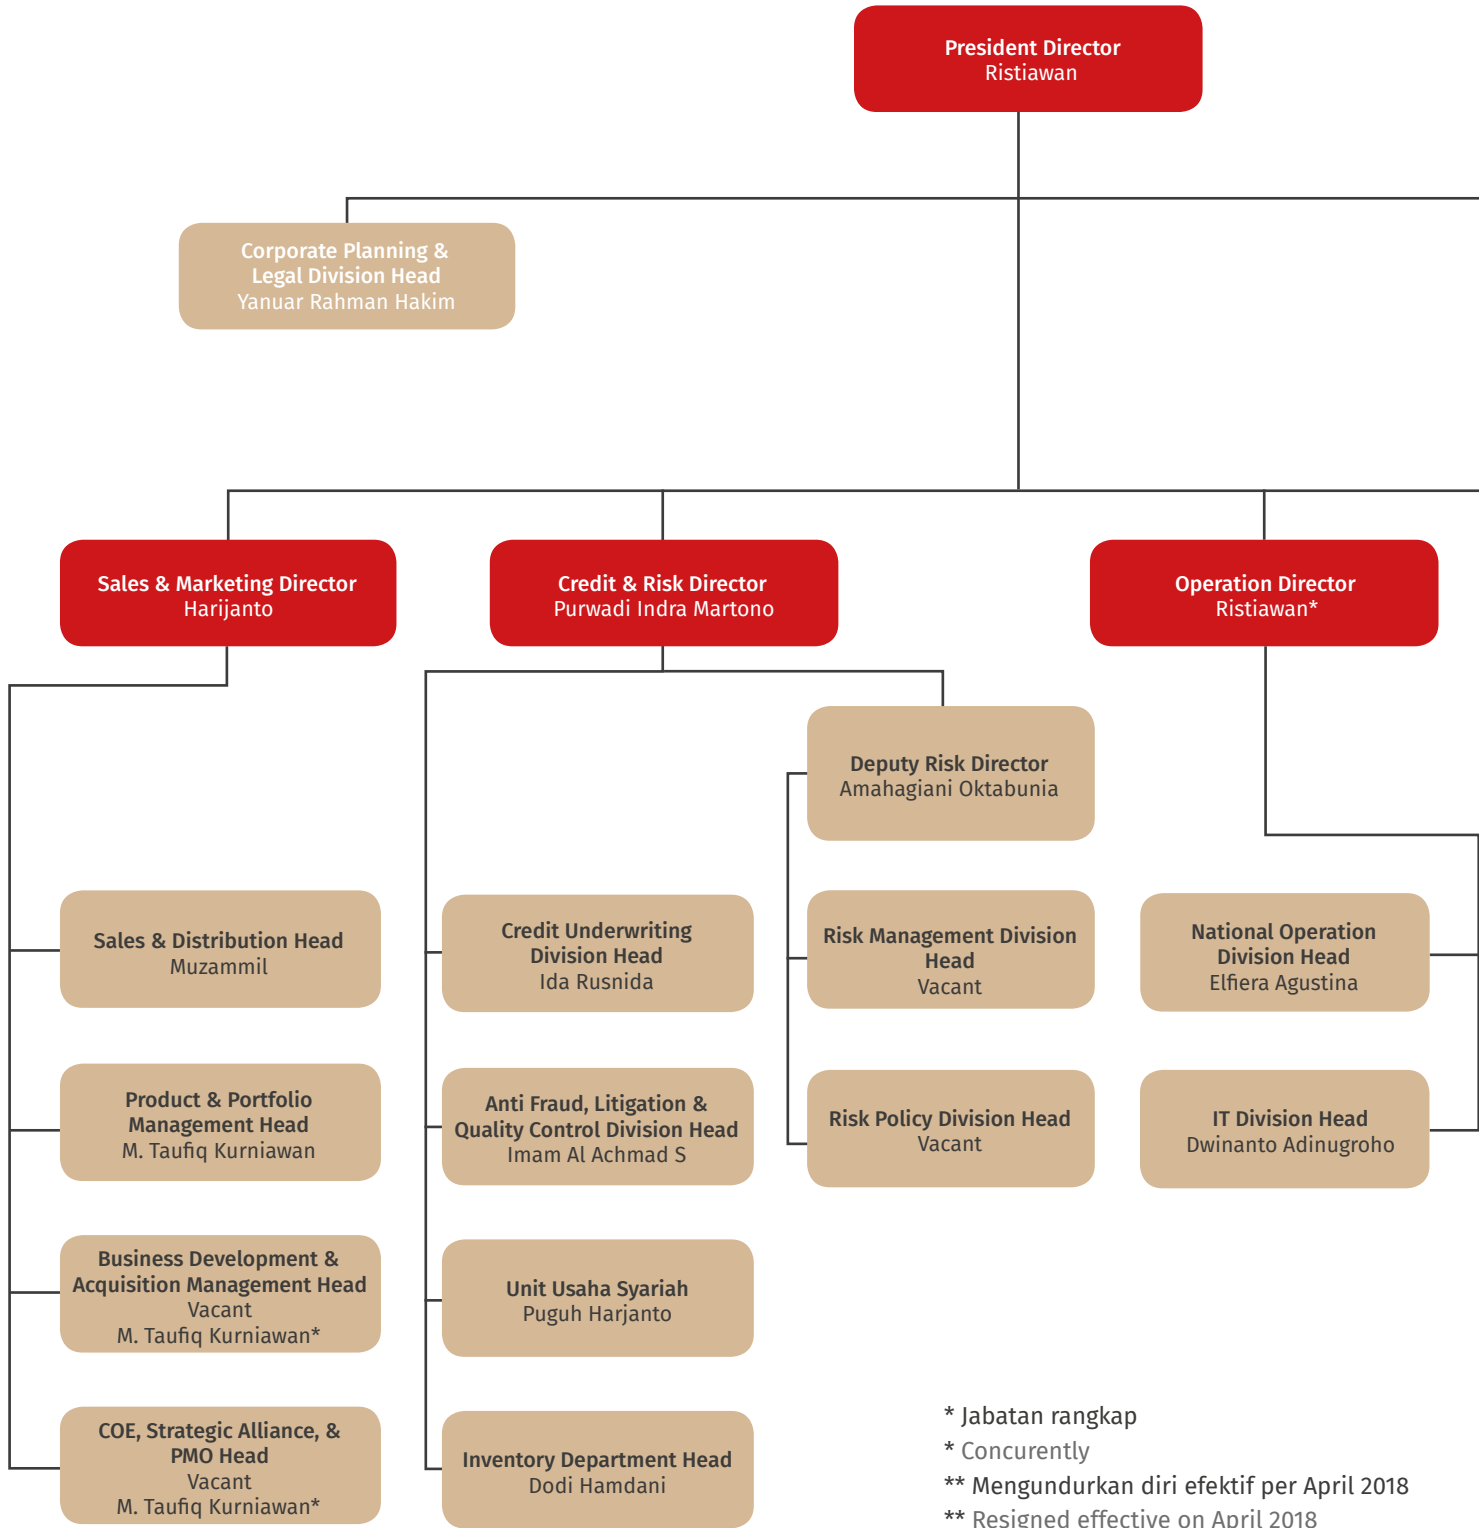 President Director
Ristiawan
Corporate Planning &
Legal Division Head
Yanuar Rahman Hakim
Sales & Marketing Director
Harijanto
Credit & Risk Director
Purwadi Indra Martono
Operation Director
Ristiawan*
Deputy Risk Director
Amahagiani Oktabunia
Sales & Distribution Head
Muzammil
Credit Underwriting
Division Head
Ida Rusnida
Risk Management Division
Head
Vacant
National Operation
Division Head
Elfiera Agustina
Product & Portfolio
Management Head
M. Taufiq Kurniawan
Anti Fraud, Litigation &
Quality Control Division Head
Imam Al Achmad S
Risk Policy Division Head
Vacant
IT Division Head
Dwinanto Adinugroho
Business Development &
Acquisition Management Head
Vacant
M. Taufiq Kurniawan*
Unit Usaha Syariah
Puguh Harjanto
COE, Strategic Alliance, &
PMO Head
Vacant
M. Taufiq Kurniawan*
Inventory Department Head
Dodi Hamdani
* Jabatan rangkap
* Concurently
** Mengundurkan diri efektif per April 2018
** Resigned effective on April 2018